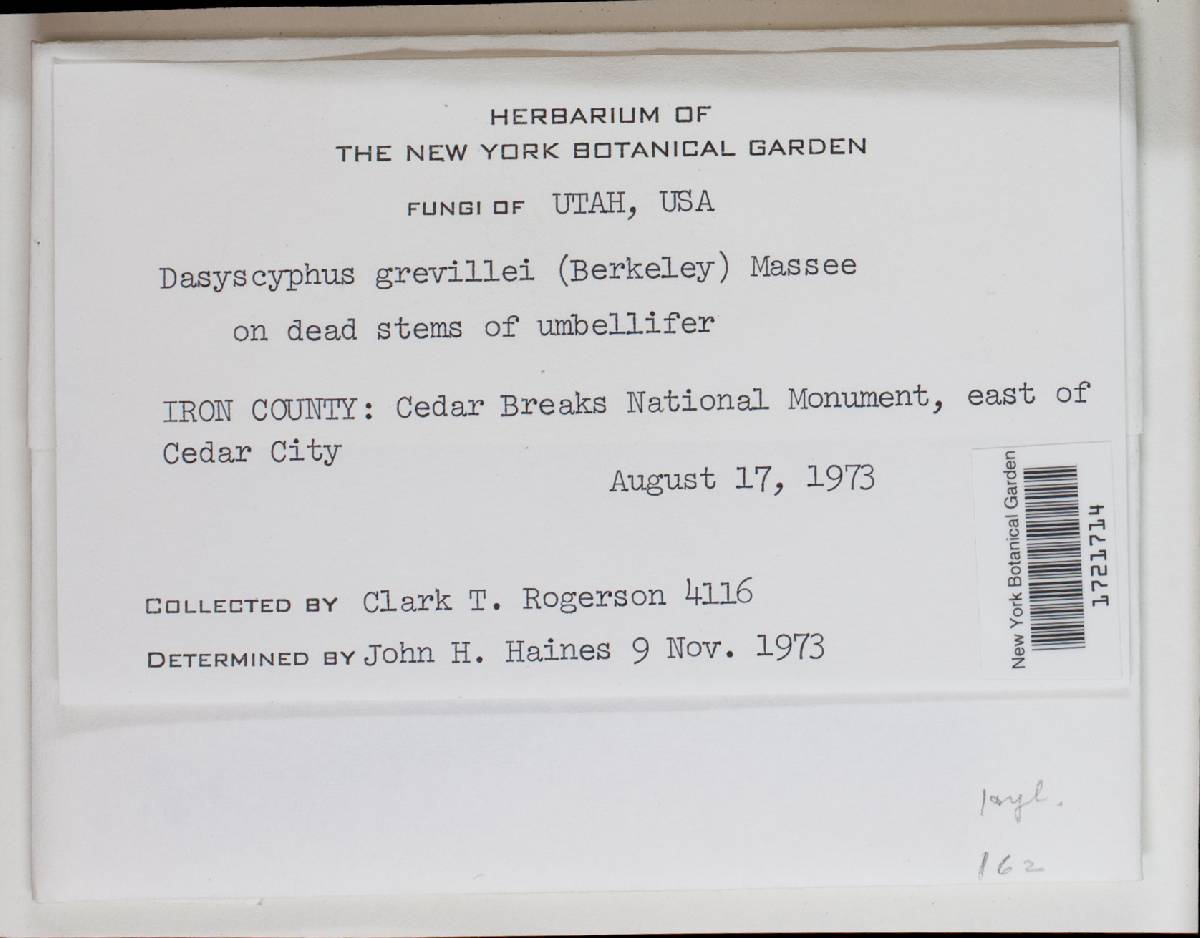 HERBARIUM OF
THE NEW YORK BOTANICAL GARDEN
FUNGI OF UTAH, USA
Dasyscyphus grevillei (Berkeley) Massee
on dead stems of umbellifer
IRON COUNTY: Cedar Breaks National Monument, east of
Cedar City
August 17, 1973
COLLECTED BY Clark T. Rogerson 4116
DETERMINED BY John H. Haines 9 Nov. 1973
New York Botanical Garden
1721714
162